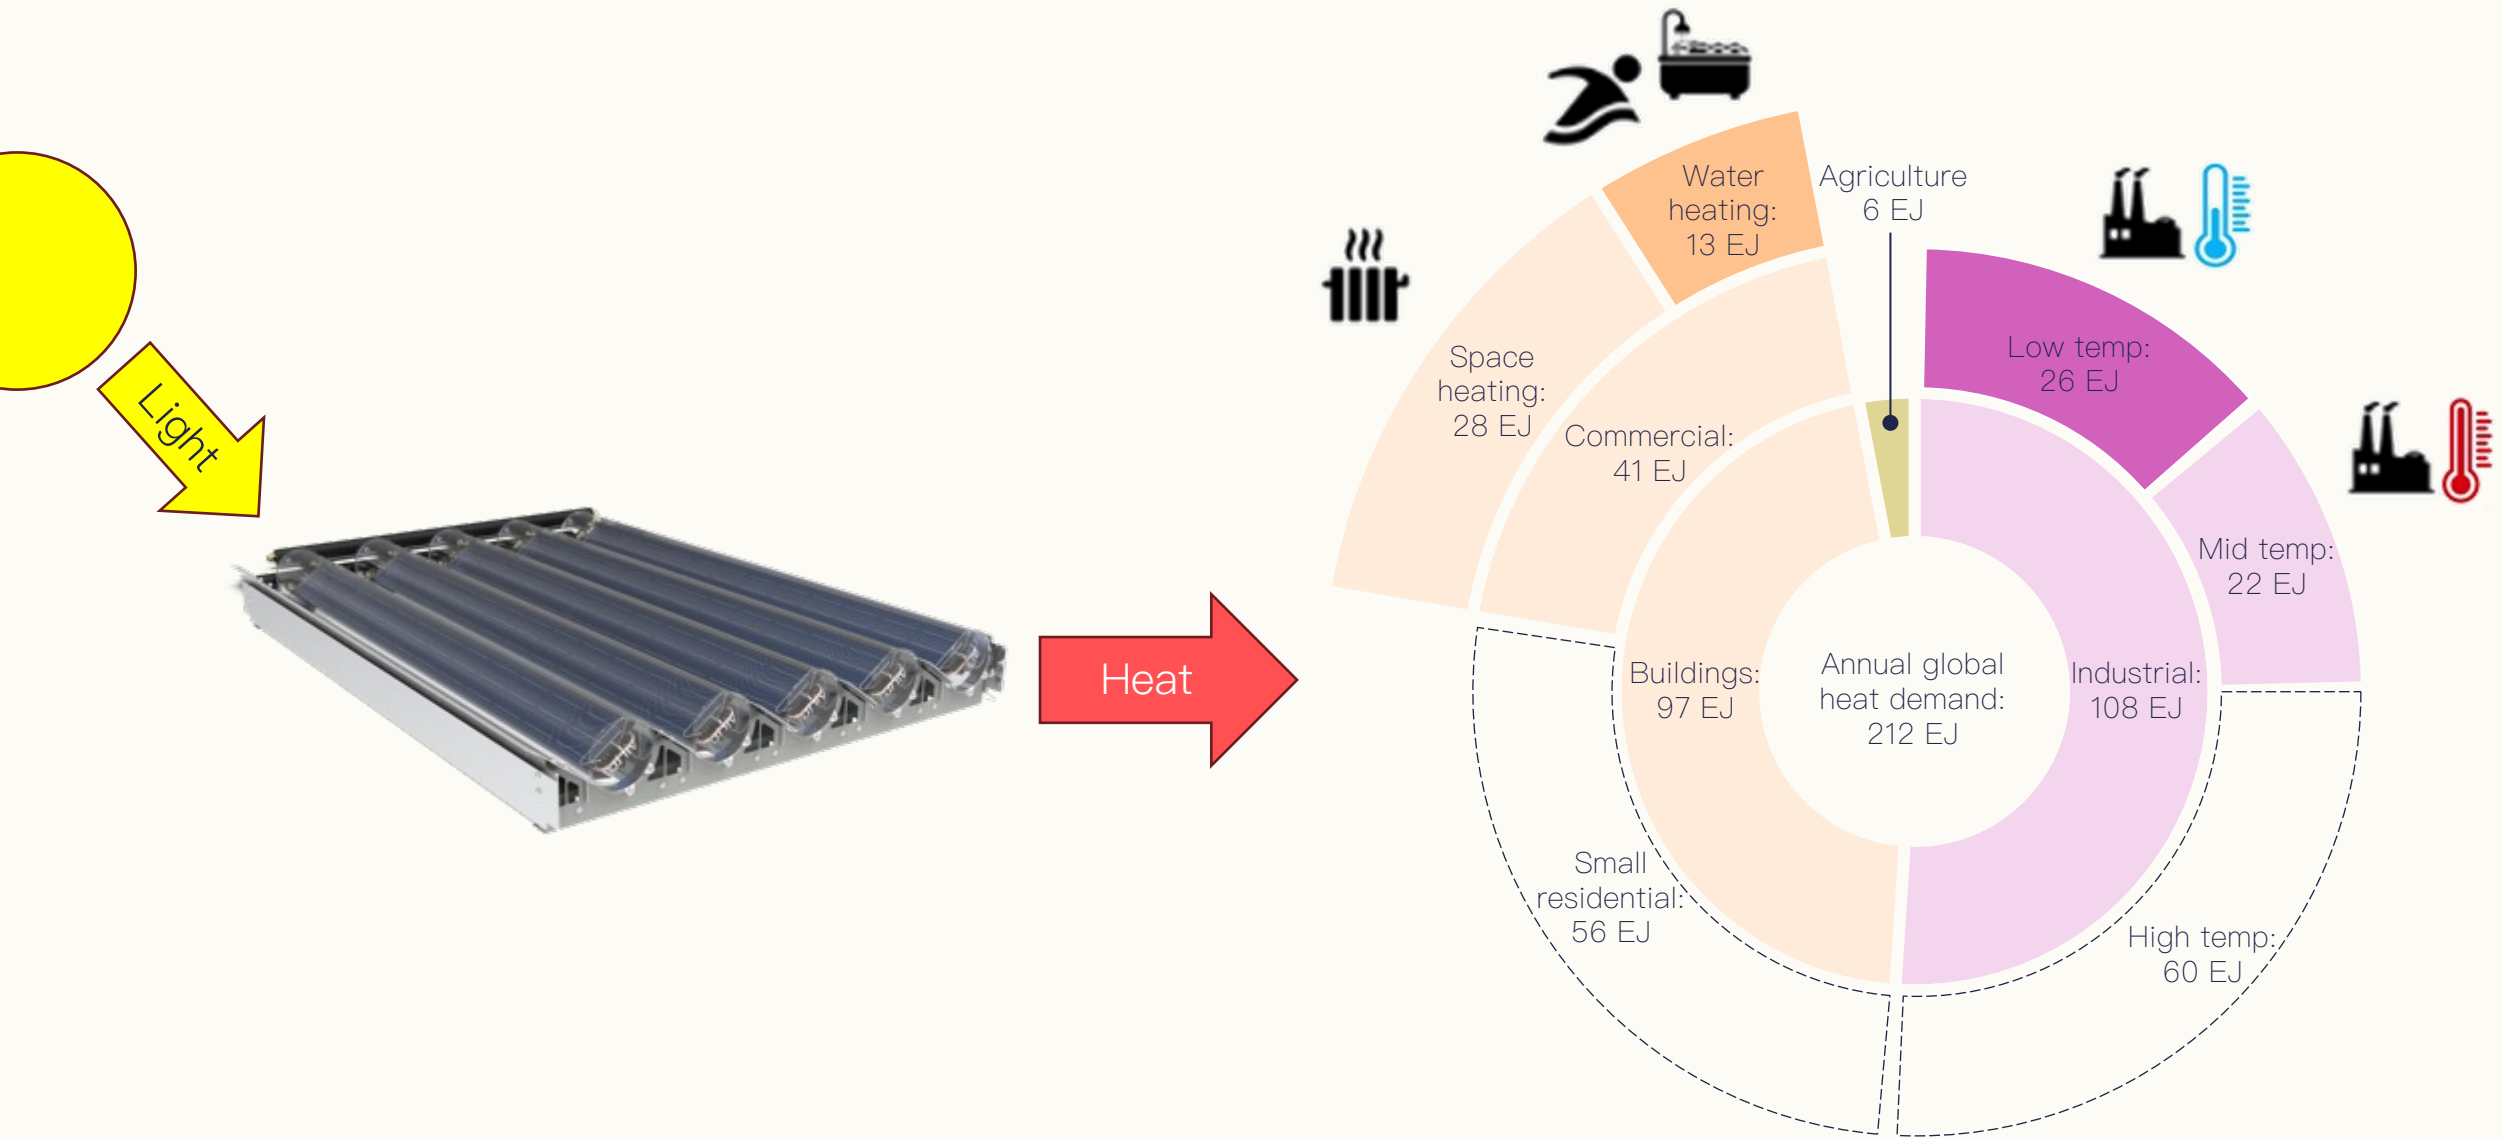 Light
Heat
Water
heating:
13 EJ
Agriculture
6 EJ
Space
heating:
28 EJ
Commercial:
41 EJ
Low temp:
26 EJ
Mid temp:
22 EJ
Buildings:
97 EJ
Annual global
heat demand:
212 EJ
Industrial:
108 EJ
Small
residential:
56 EJ
High temp:
60 EJ